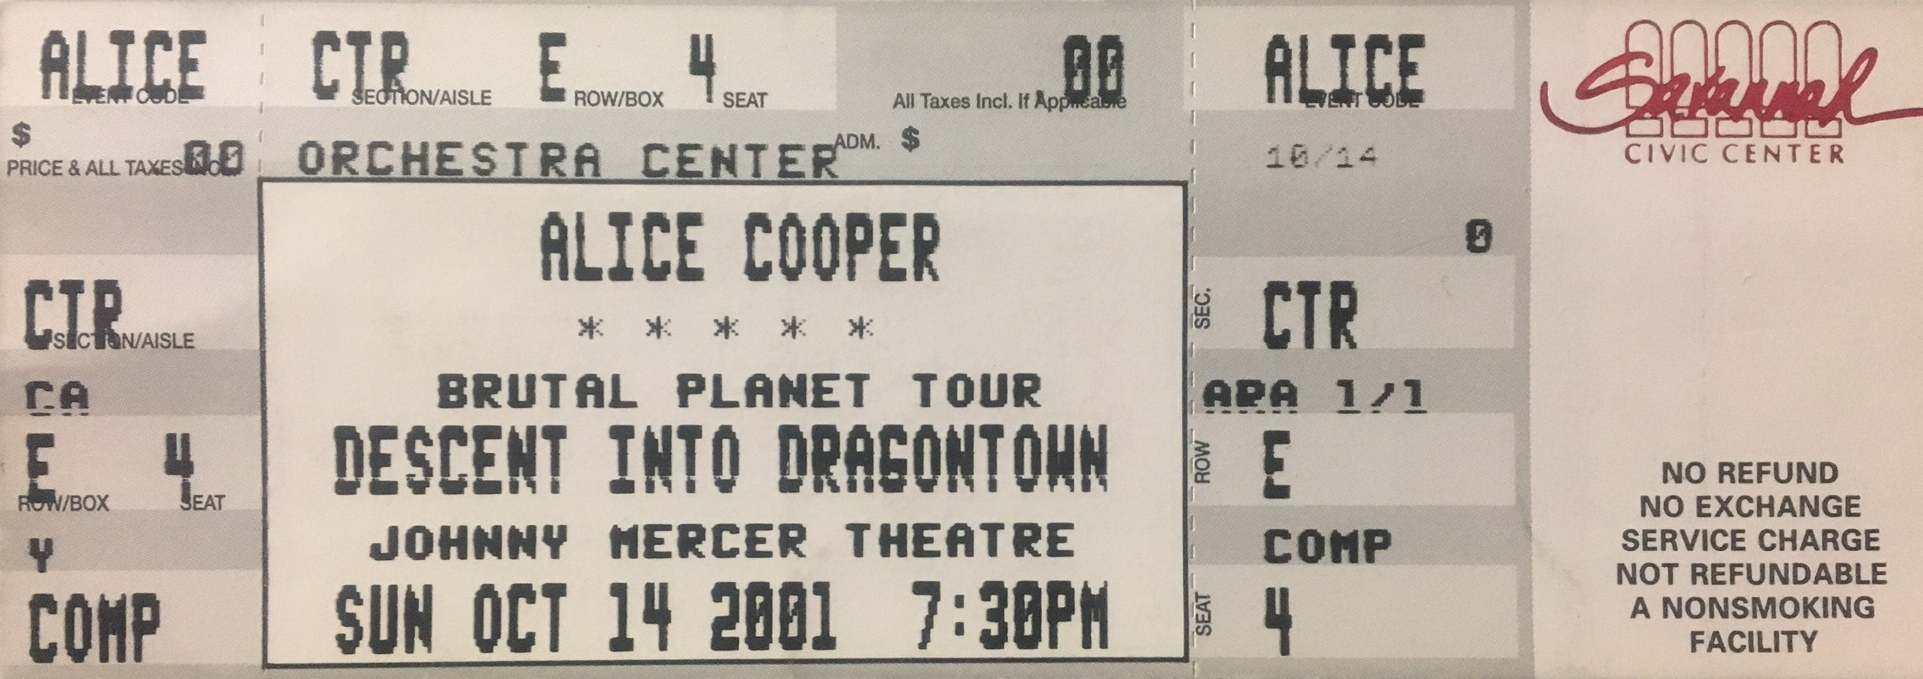 ALICE
EVENT CODE
$
PRICE & ALL TAXES INCL.
00
CTR
SECTION/AISLE
CA
E 4
ROW/BOX SEAT
Y
COMP
CTR E 4 00
SECTION/AISLE ROW/BOX SEAT All Taxes Incl. If Applicable
ORCHESTRA CENTER ADM. $
ALICE COOPER
* * * * *
BRUTAL PLANET TOUR
DESCENT INTO DRAGONTOWN
JOHNNY MERCER THEATRE
SUN OCT 14 2001 7:30PM
ALICE
EVENT CODE
10/14
0
SEC. CTR
ARA 1/1
ROW E
COMP
SEAT 4
Savannah
CIVIC CENTER
NO REFUND
NO EXCHANGE
SERVICE CHARGE
NOT REFUNDABLE
A NONSMOKING
FACILITY